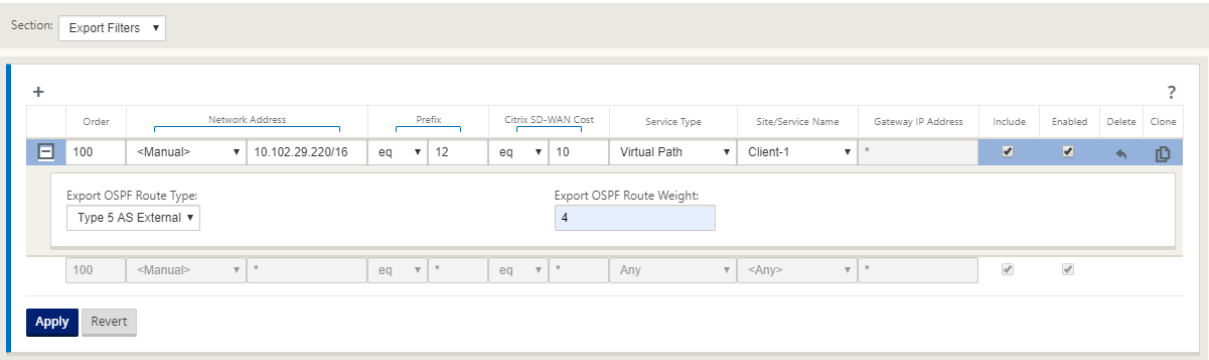 Section: Export Filters ▼
+ ?
Order Network Address Prefix Citrix SD-WAN Cost Service Type Site/Service Name Gateway IP Address Include Enabled Delete Clone
100 <Manual> ▼ 10.102.29.220/16 eq ▼ 12 eq ▼ 10 Virtual Path ▼ Client-1 ▼ *
Export OSPF Route Type: Export OSPF Route Weight:
Type 5 AS External ▼ 4
100 <Manual> ▼ * eq ▼ * eq ▼ * Any ▼ <Any> ▼ *
Apply Revert